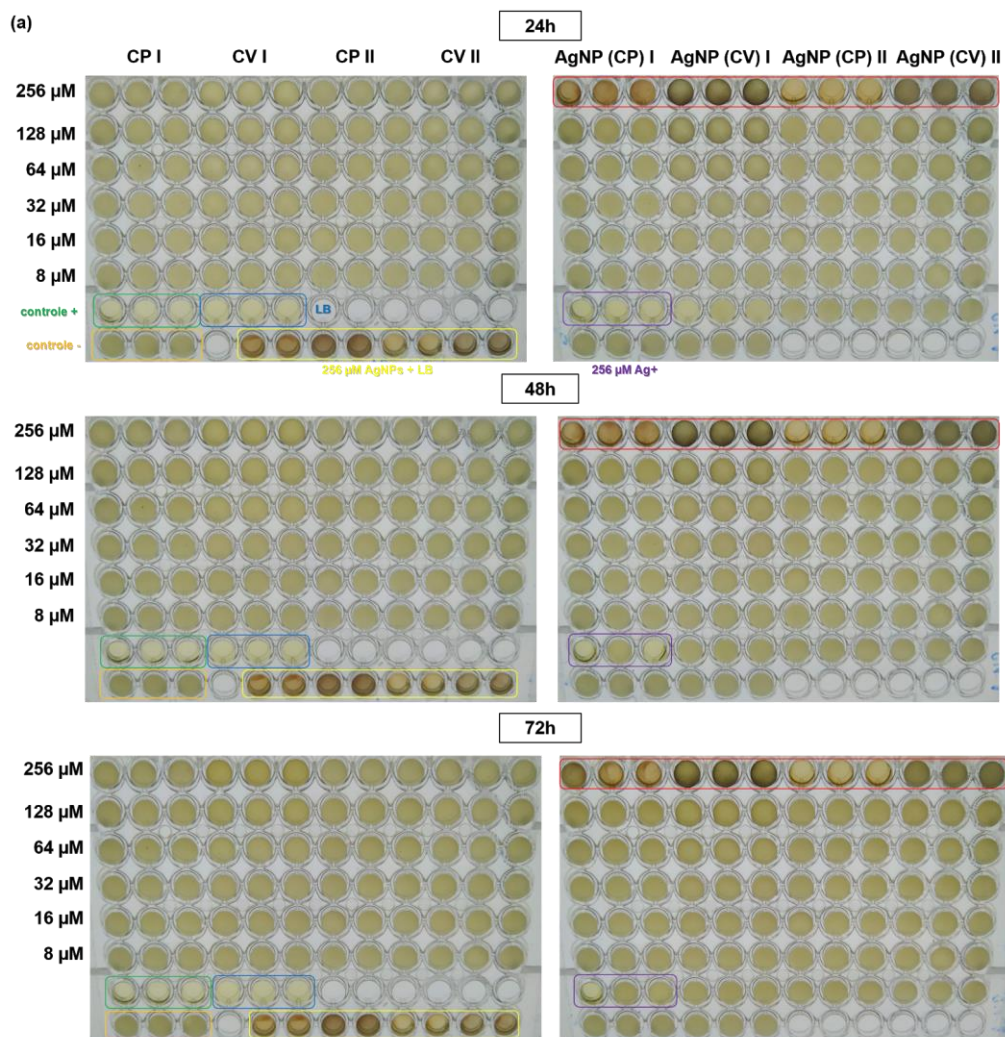 (a)
24h
CP I CV I CP II CV II
AgNP (CP) I AgNP (CV) I AgNP (CP) II AgNP (CV) II
256 µM
128 µM
64 µM
32 µM
16 µM
8 µM
controle +
LB
controle -
256 µM AgNPs + LB
256 µM Ag+
48h
256 µM
128 µM
64 µM
32 µM
16 µM
8 µM
72h
256 µM
128 µM
64 µM
32 µM
16 µM
8 µM